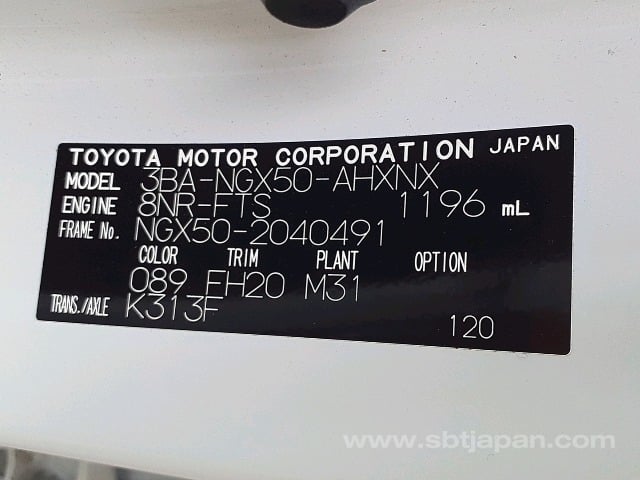 TOYOTA MOTOR CORPORATION JAPAN
MODEL 3BA-NGX50-AHXNX
ENGINE 8NR-FTS 1196 mL
FRAME No. NGX50-2040491
COLOR TRIM PLANT OPTION
089 EH20 M31
TRANS./AXLE K313F
120
www.sbtjapan.com